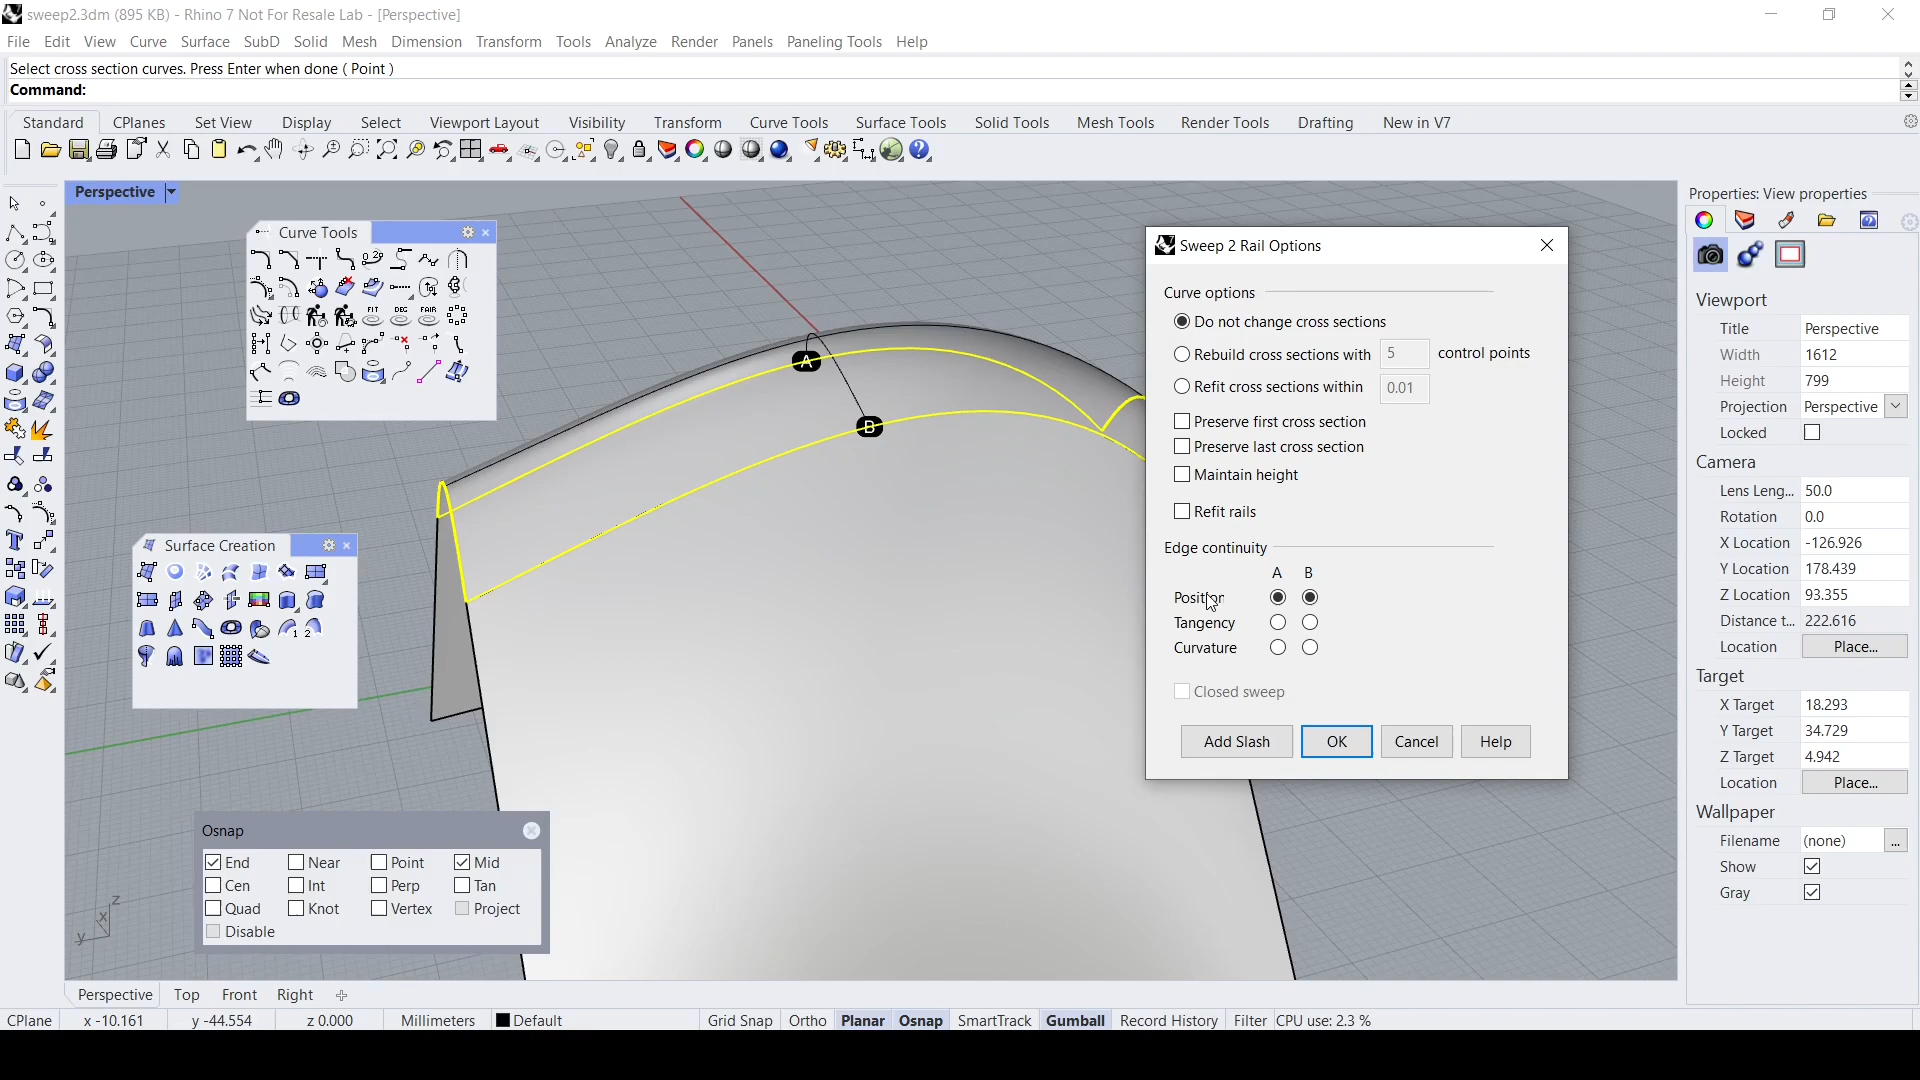 sweep2.3dm (895 KB) - Rhino 7 Not For Resale Lab - [Perspective]
File Edit View Curve Surface SubD Solid Mesh Dimension Transform Tools Analyze Render Panels Paneling Tools Help
Select cross section curves. Press Enter when done ( Point )
Command:
Standard CPlanes Set View Display Select Viewport Layout Visibility Transform Curve Tools Surface Tools Solid Tools Mesh Tools Render Tools Drafting New in V7
Perspective
Curve Tools
FIT DEG FAIR
Surface Creation
1 2
A
B
Osnap
End Near Point Mid
Cen Int Perp Tan
Quad Knot Vertex Project
Disable
z
x
y
Sweep 2 Rail Options
Curve options
Do not change cross sections
Rebuild cross sections with 5 control points
Refit cross sections within 0.01
Preserve first cross section
Preserve last cross section
Maintain height
Refit rails
Edge continuity
A B
Position
Tangency
Curvature
Closed sweep
Add Slash OK Cancel Help
Properties: View properties
Viewport
Title Perspective
Width 1612
Height 799
Projection Perspective
Locked
Camera
Lens Leng... 50.0
Rotation 0.0
X Location -126.926
Y Location 178.439
Z Location 93.355
Distance t... 222.616
Location Place...
Target
X Target 18.293
Y Target 34.729
Z Target 4.942
Location Place...
Wallpaper
Filename (none) ...
Show
Gray
Perspective Top Front Right
CPlane x -10.161 y -44.554 z 0.000 Millimeters Default Grid Snap Ortho Planar Osnap SmartTrack Gumball Record History Filter CPU use: 2.3 %